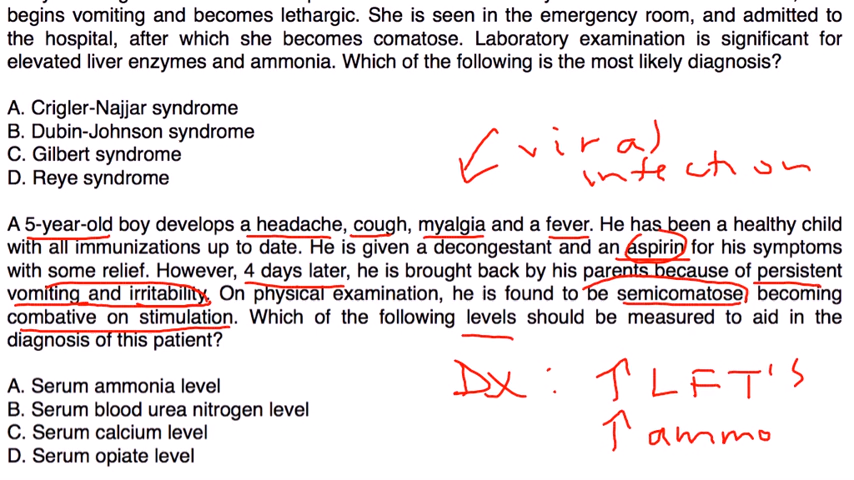 begins vomiting and becomes lethargic. She is seen in the emergency room, and admitted to
the hospital, after which she becomes comatose. Laboratory examination is significant for
elevated liver enzymes and ammonia. Which of the following is the most likely diagnosis?
A. Crigler-Najjar syndrome
B. Dubin-Johnson syndrome
C. Gilbert syndrome
D. Reye syndrome
viral
infection
A 5-year-old boy develops a headache, cough, myalgia and a fever. He has been a healthy child
with all immunizations up to date. He is given a decongestant and an aspirin for his symptoms
with some relief. However, 4 days later, he is brought back by his parents because of persistent
vomiting and irritability. On physical examination, he is found to be semicomatose, becoming
combative on stimulation. Which of the following levels should be measured to aid in the
diagnosis of this patient?
A. Serum ammonia level
B. Serum blood urea nitrogen level
C. Serum calcium level
D. Serum opiate level
DX: ↑ LFT's
↑ ammo